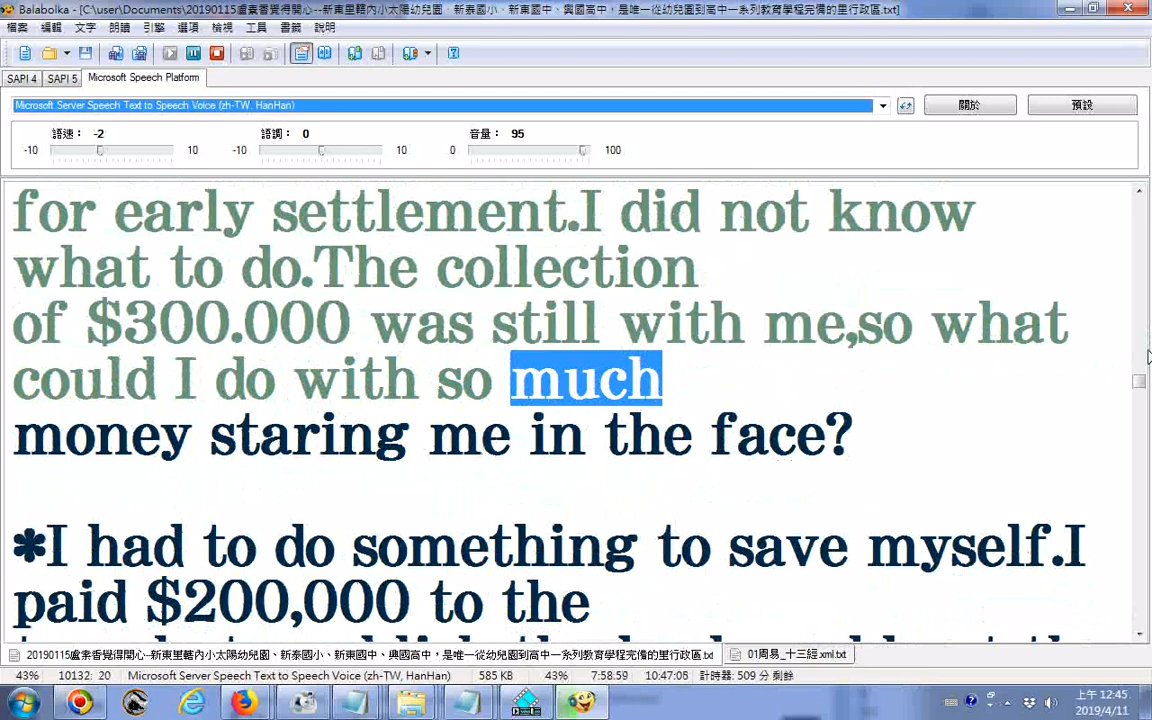 Balabolka - [C:\user\Documents\20190115盧素香覺得開心--新東里轄內小太陽幼兒園、新泰國小、新東國中、興國高中，是唯一從幼兒園到高中一系列教育學程完備的里行政區.txt]
檔案 編輯 文字 朗讀 引擎 選項 檢視 工具 書籤 說明
SAPI 4 SAPI 5 Microsoft Speech Platform
Microsoft Server Speech Text to Speech Voice (zh-TW, HanHan) 關於 預設
語速： -2 語調： 0 音量： 95
-10 10 -10 10 0 100
for early settlement.I did not know
what to do.The collection
of $300.000 was still with me,so what
could I do with so much
money staring me in the face?
*I had to do something to save myself.I
paid $200,000 to the
20190115盧素香覺得開心--新東里轄內小太陽幼兒園、新泰國小、新東國中、興國高中，是唯一從幼兒園到高中一系列教育學程完備的里行政區.txt 01周易_十三經.xml.txt
43% 10132: 20 Microsoft Server Speech Text to Speech Voice (zh-TW, HanHan) 585 KB 43% 7:58:59 10:47:05 計時器: 509 分 剩餘
上午 12:45
2019/4/11